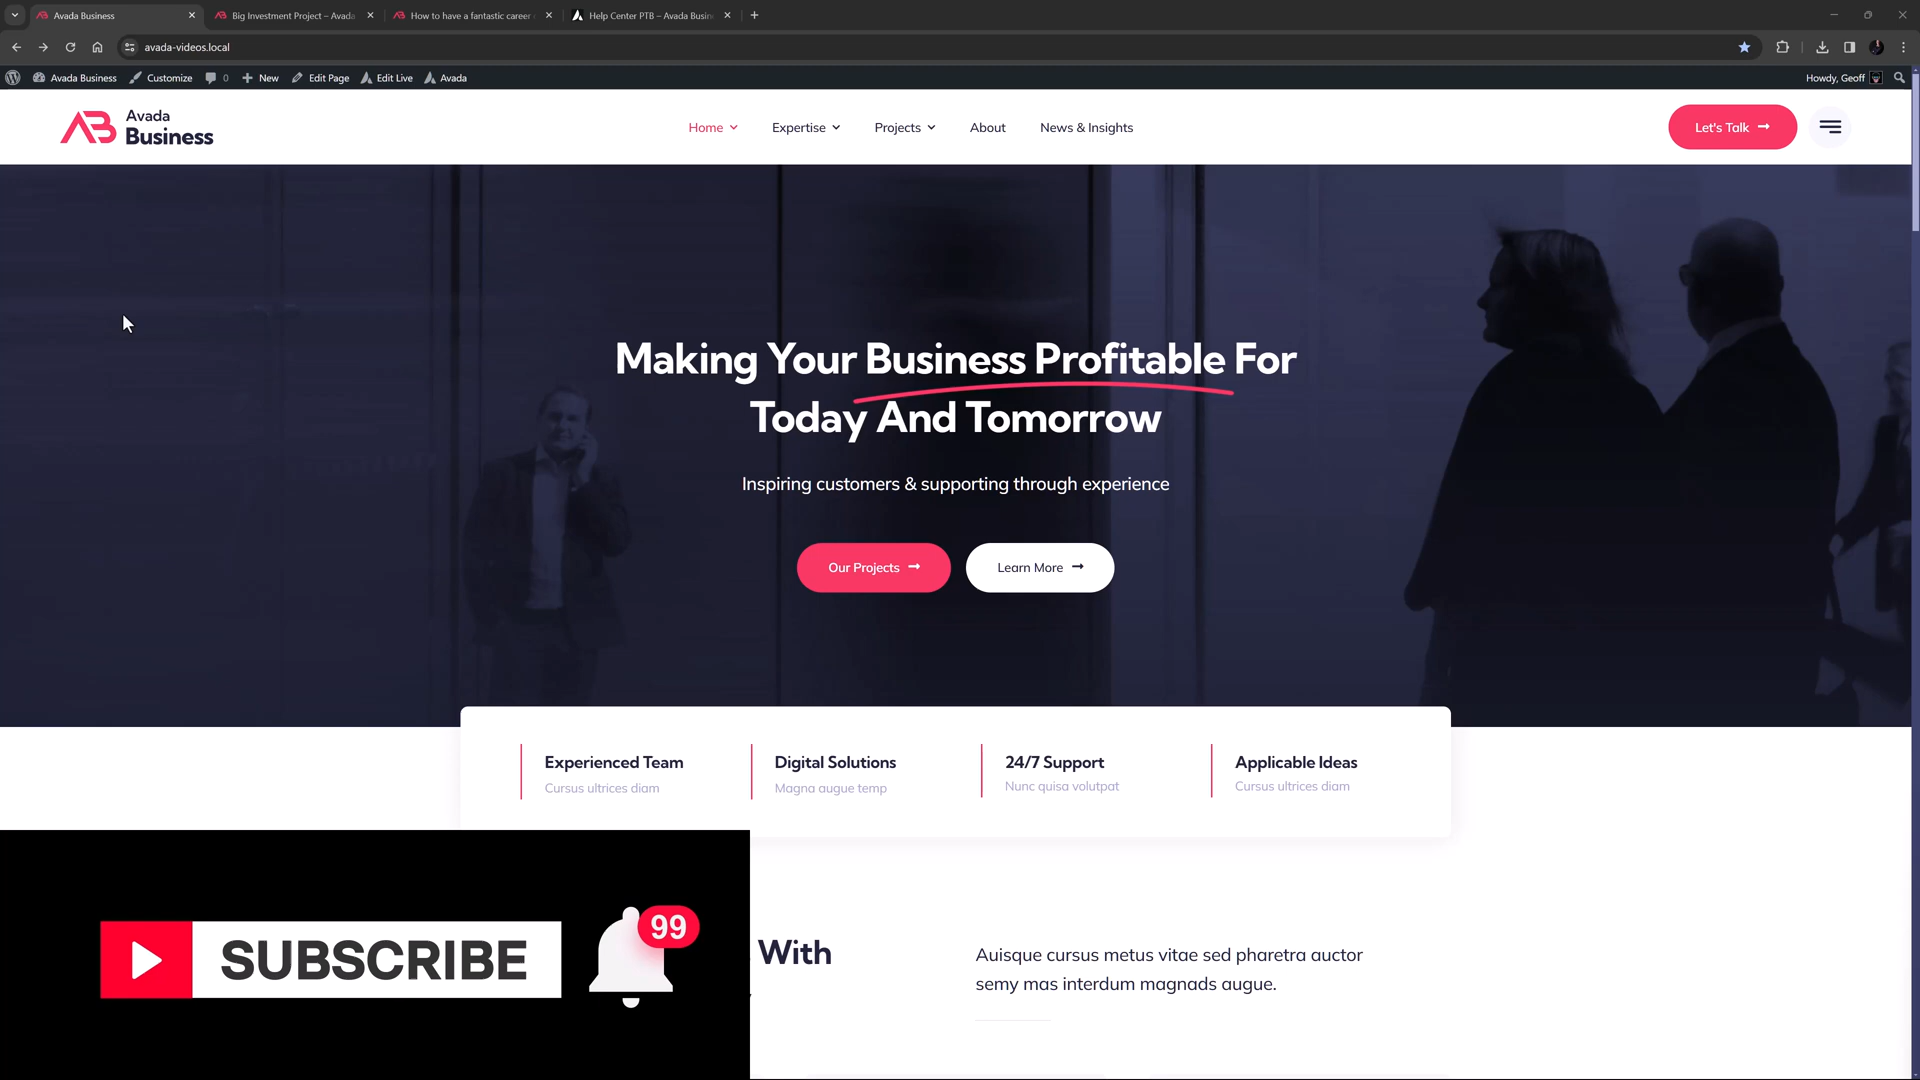 Avada Business
Big Investment Project – Avada
How to have a fantastic career
Help Center PTB – Avada Busin
avada-videos.local
Avada Business
Customize
0
New
Edit Page
Edit Live
Avada
Howdy, Geoff
Avada
Business
Home
Expertise
Projects
About
News & Insights
Let's Talk
Making Your Business Profitable For
Today And Tomorrow
Inspiring customers & supporting through experience
Our Projects
Learn More
Experienced Team
Cursus ultrices diam
Digital Solutions
Magna augue temp
24/7 Support
Nunc quisa volutpat
Applicable Ideas
Cursus ultrices diam
SUBSCRIBE
99
With
Auisque cursus metus vitae sed pharetra auctor
semy mas interdum magnads augue.